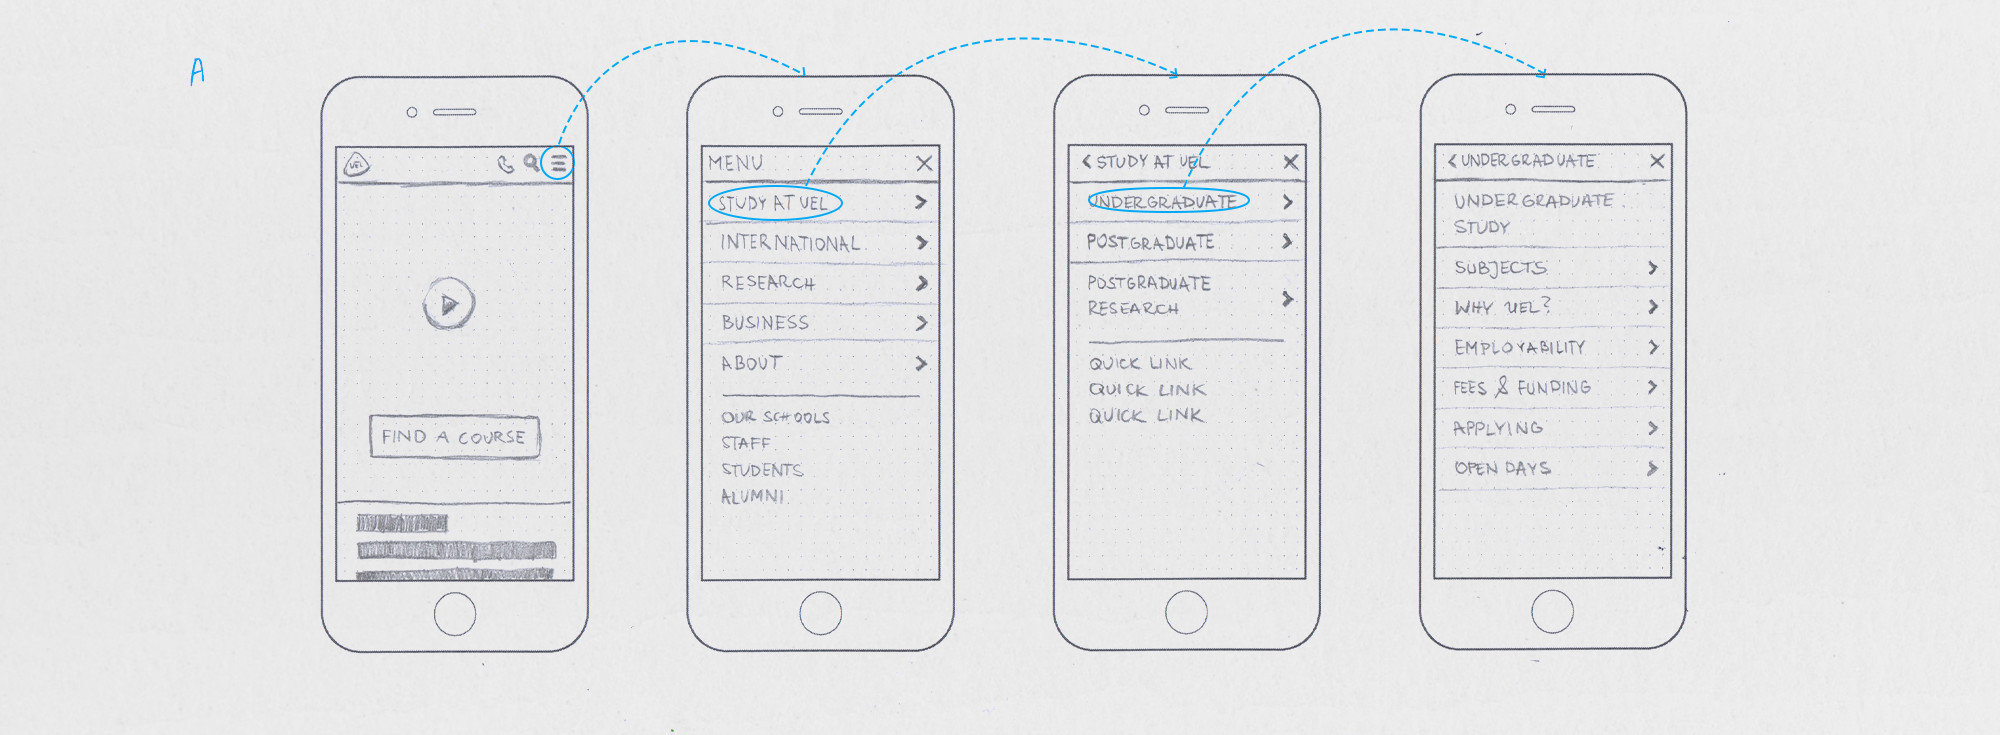 A
UEL
FIND A COURSE
MENU
STUDY AT UEL
INTERNATIONAL
RESEARCH
BUSINESS
ABOUT
OUR SCHOOLS
STAFF
STUDENTS
ALUMNI
STUDY AT UEL
UNDERGRADUATE
POSTGRADUATE
POSTGRADUATE
RESEARCH
QUICK LINK
QUICK LINK
QUICK LINK
UNDERGRADUATE
UNDERGRADUATE
STUDY
SUBJECTS
WHY UEL?
EMPLOYABILITY
FEES & FUNDING
APPLYING
OPEN DAYS